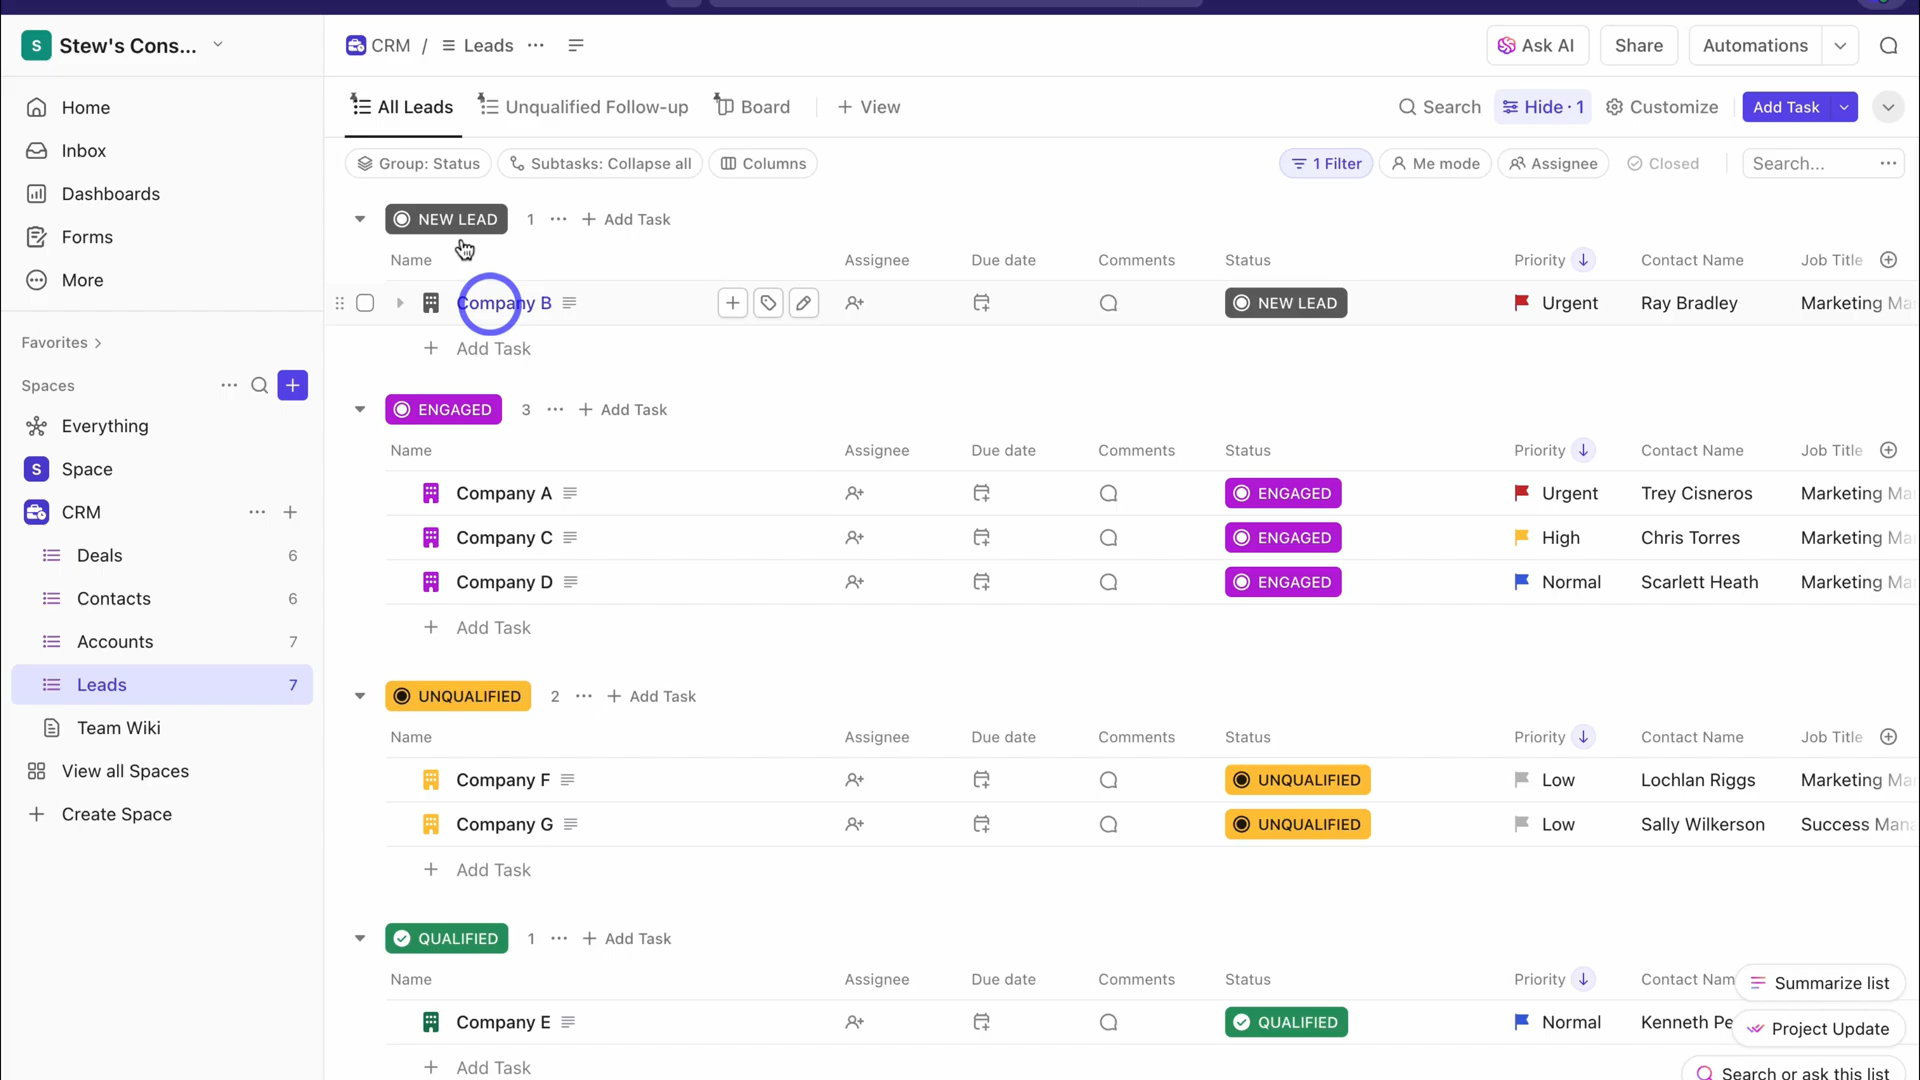 S Stew's Cons...
CRM / Leads ...
Ask AI
Share
Automations
Home
Inbox
Dashboards
Forms
More
Favorites
Spaces
Everything
S Space
CRM
Deals 6
Contacts 6
Accounts 7
Leads 7
Team Wiki
View all Spaces
Create Space
All Leads
Unqualified Follow-up
Board
+ View
Search
Hide · 1
Customize
Add Task
Group: Status
Subtasks: Collapse all
Columns
1 Filter
Me mode
Assignee
Closed
Search...
NEW LEAD 1 ... + Add Task
Name Assignee Due date Comments Status Priority Contact Name Job Title
Company B NEW LEAD Urgent Ray Bradley Marketing Ma
+ Add Task
ENGAGED 3 ... + Add Task
Name Assignee Due date Comments Status Priority Contact Name Job Title
Company A ENGAGED Urgent Trey Cisneros Marketing Ma
Company C ENGAGED High Chris Torres Marketing Ma
Company D ENGAGED Normal Scarlett Heath Marketing Ma
+ Add Task
UNQUALIFIED 2 ... + Add Task
Name Assignee Due date Comments Status Priority Contact Name Job Title
Company F UNQUALIFIED Low Lochlan Riggs Marketing Ma
Company G UNQUALIFIED Low Sally Wilkerson Success Mana
+ Add Task
QUALIFIED 1 ... + Add Task
Name Assignee Due date Comments Status Priority Contact Nam
Company E QUALIFIED Normal Kenneth Pe
+ Add Task
Summarize list
Project Update
Search or ask this list